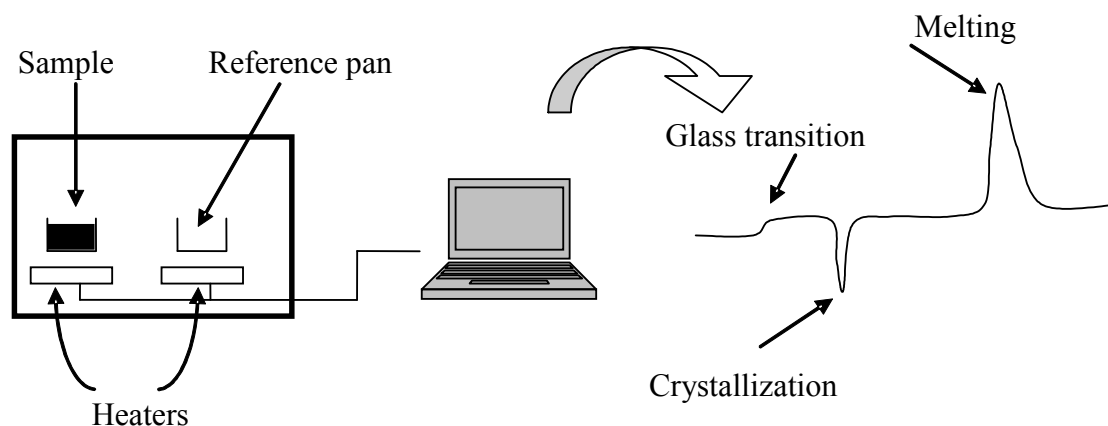 Melting
Sample
Reference pan
Glass transition
Crystallization
Heaters